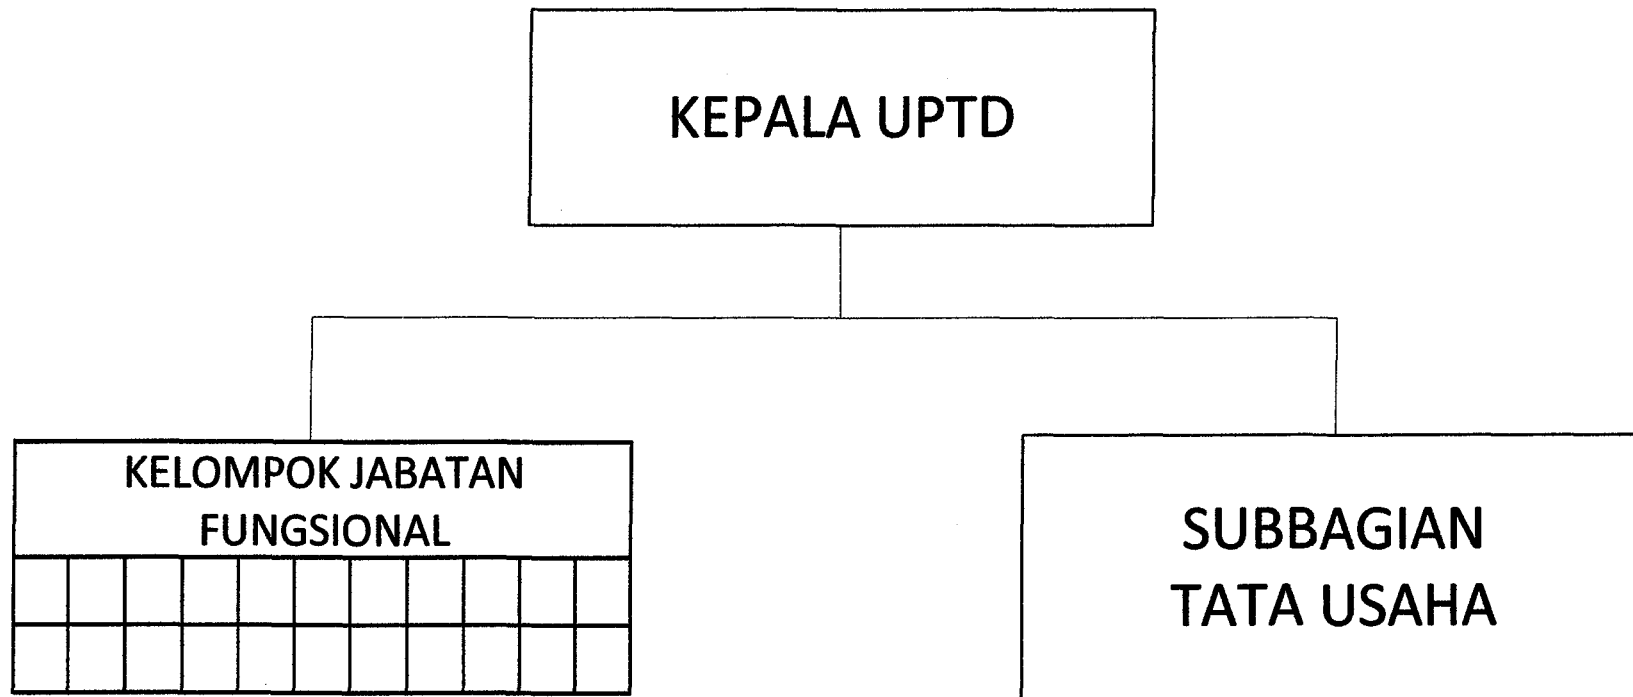 KEPALA UPTD
KELOMPOK JABATAN
FUNGSIONAL
SUBBAGIAN
TATA USAHA